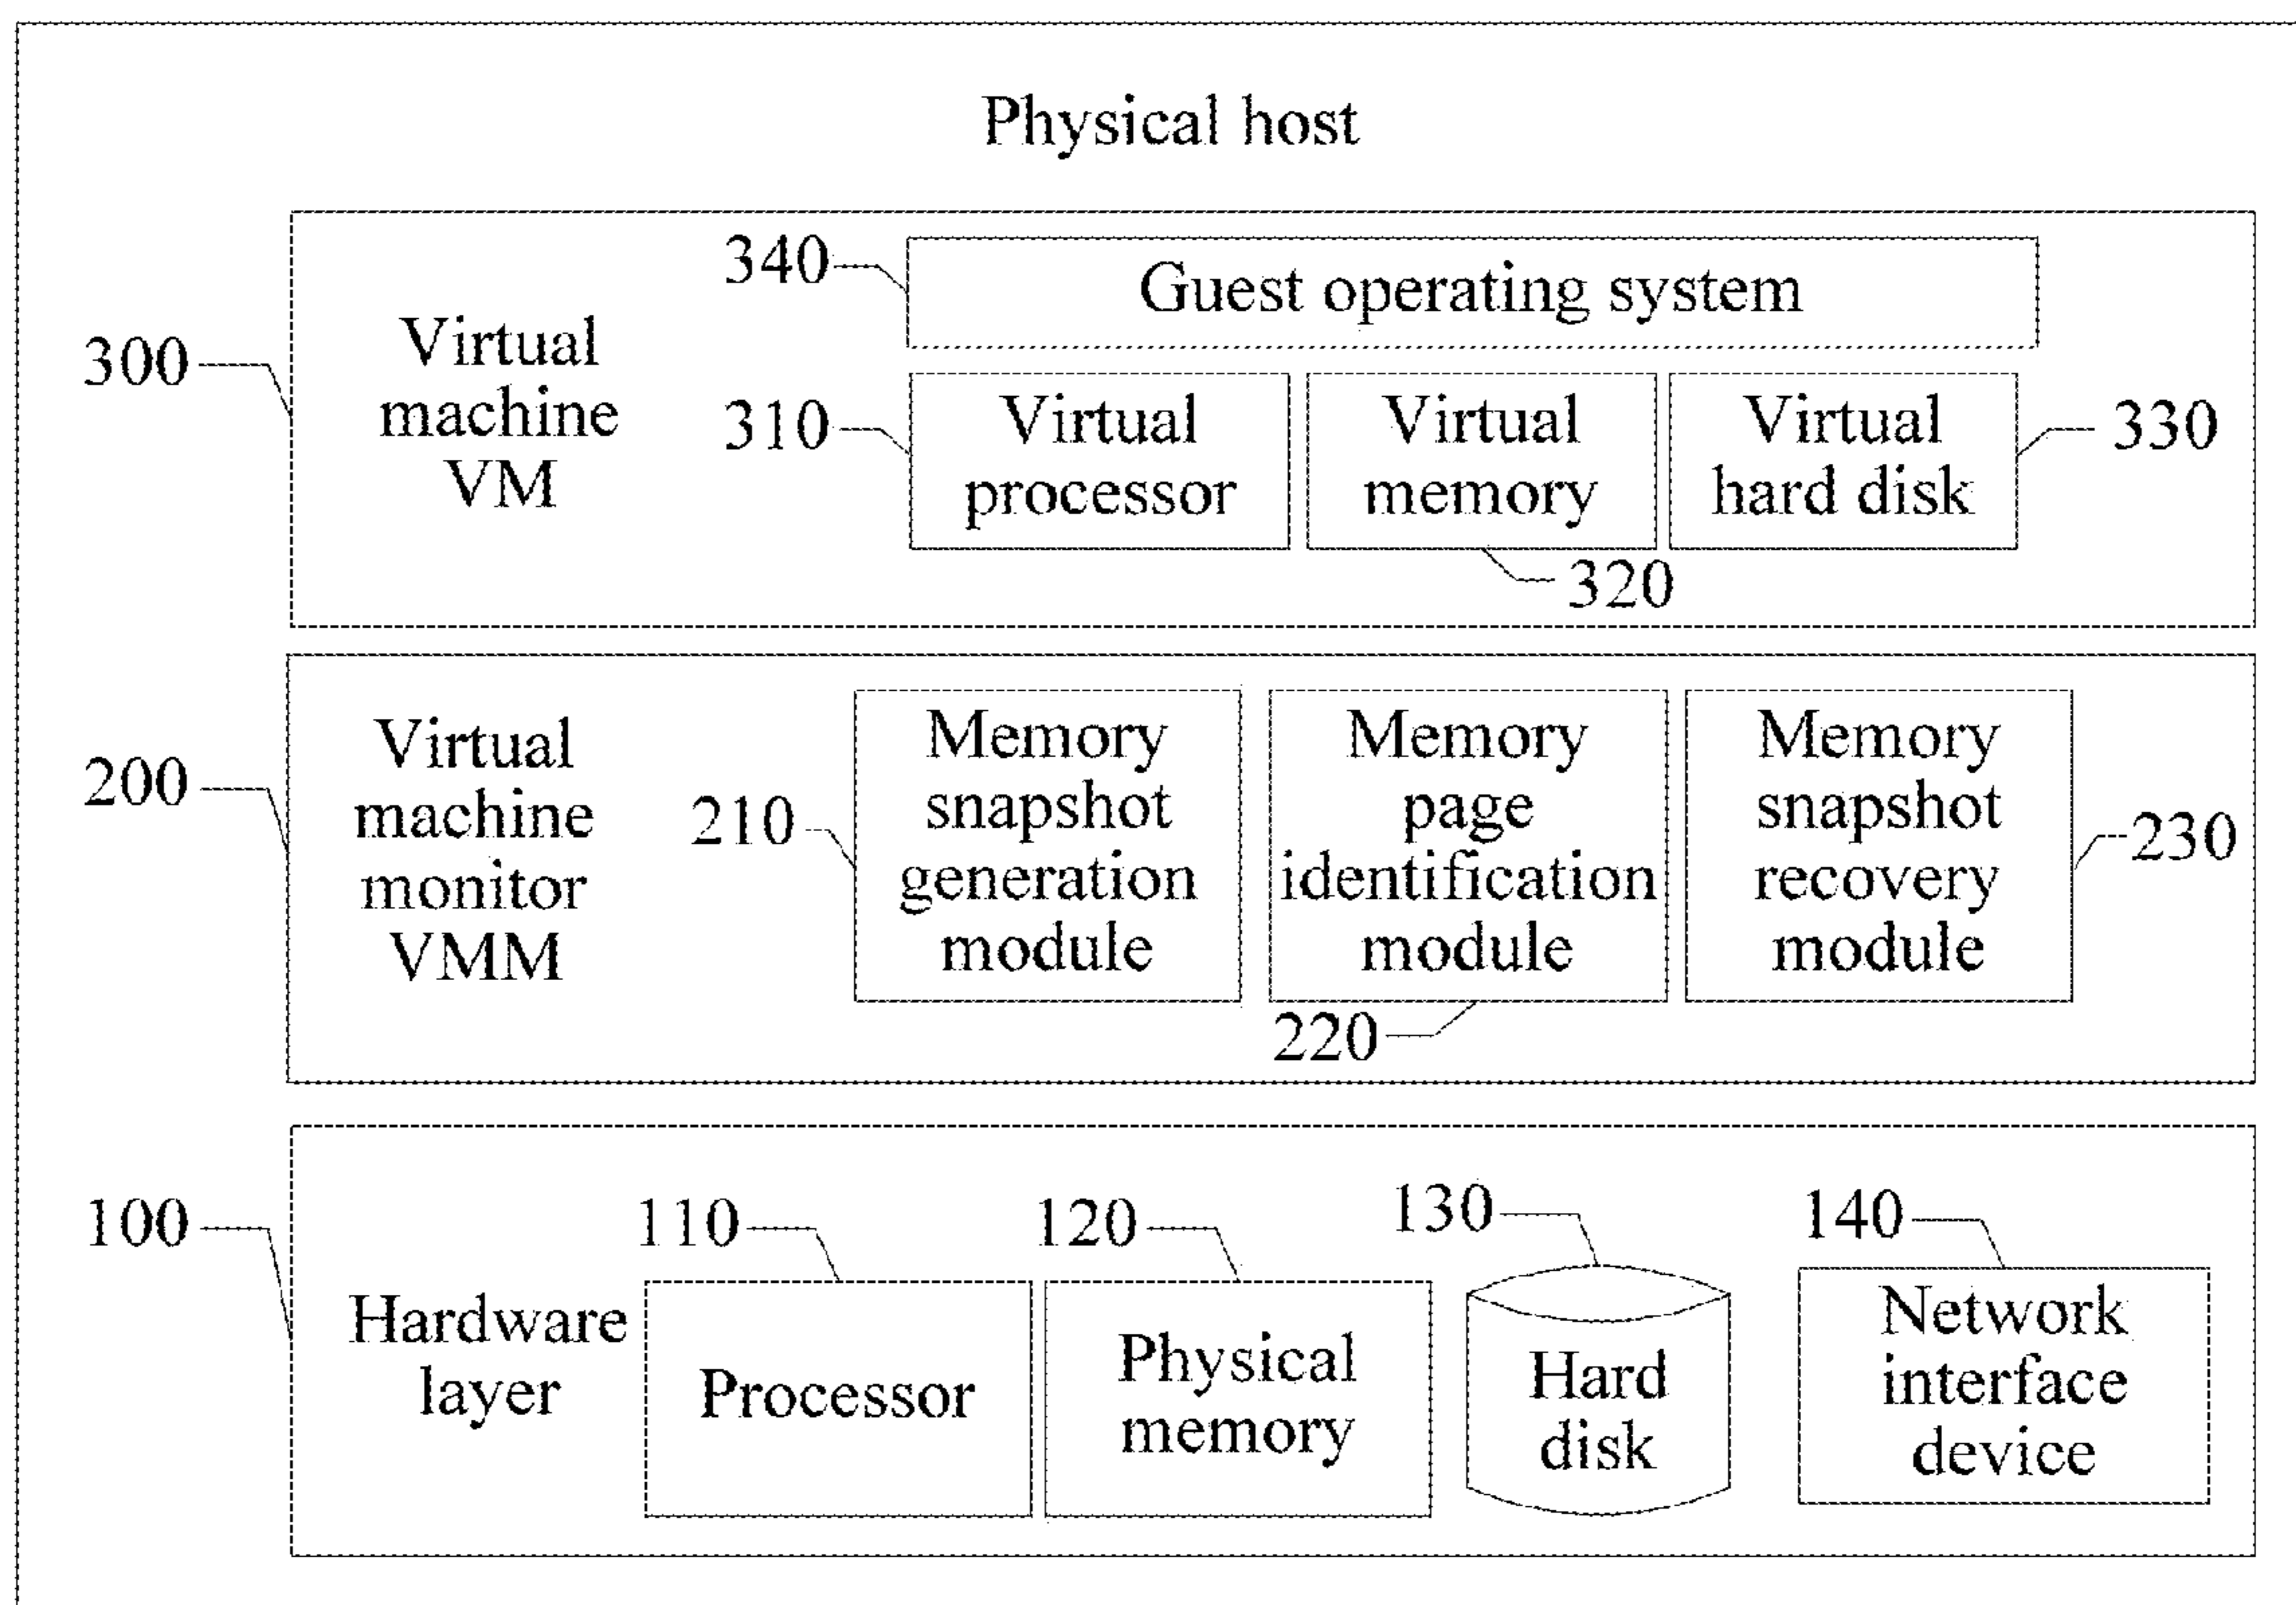 Physical host
340
Guest operating system
300
Virtual
machine
VM
310
Virtual
processor
Virtual
memory
Virtual
hard disk
330
320
200
Virtual
machine
monitor
VMM
210
Memory
snapshot
generation
module
Memory
page
identification
module
Memory
snapshot
recovery
module
230
220
100
Hardware
layer
110
Processor
120
Physical
memory
130
Hard
disk
140
Network
interface
device